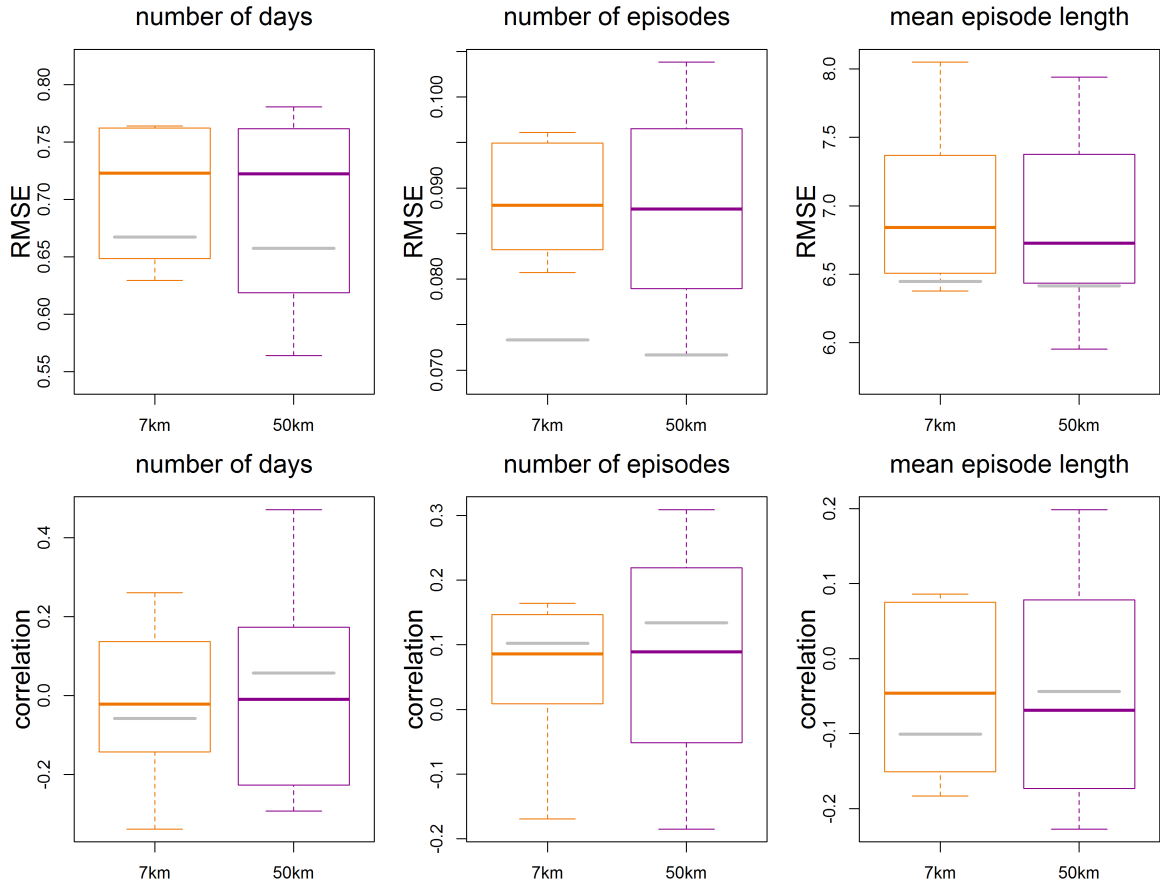 number of days
number of episodes
mean episode length
RMSE
0.80
0.75
0.70
0.65
0.60
0.55
7km
50km
RMSE
0.100
0.090
0.080
0.070
7km
50km
RMSE
8.0
7.5
7.0
6.5
6.0
7km
50km
number of days
number of episodes
mean episode length
correlation
0.4
0.2
0.0
-0.2
7km
50km
correlation
0.3
0.2
0.1
0.0
-0.1
-0.2
7km
50km
correlation
0.2
0.1
0.0
-0.1
-0.2
7km
50km